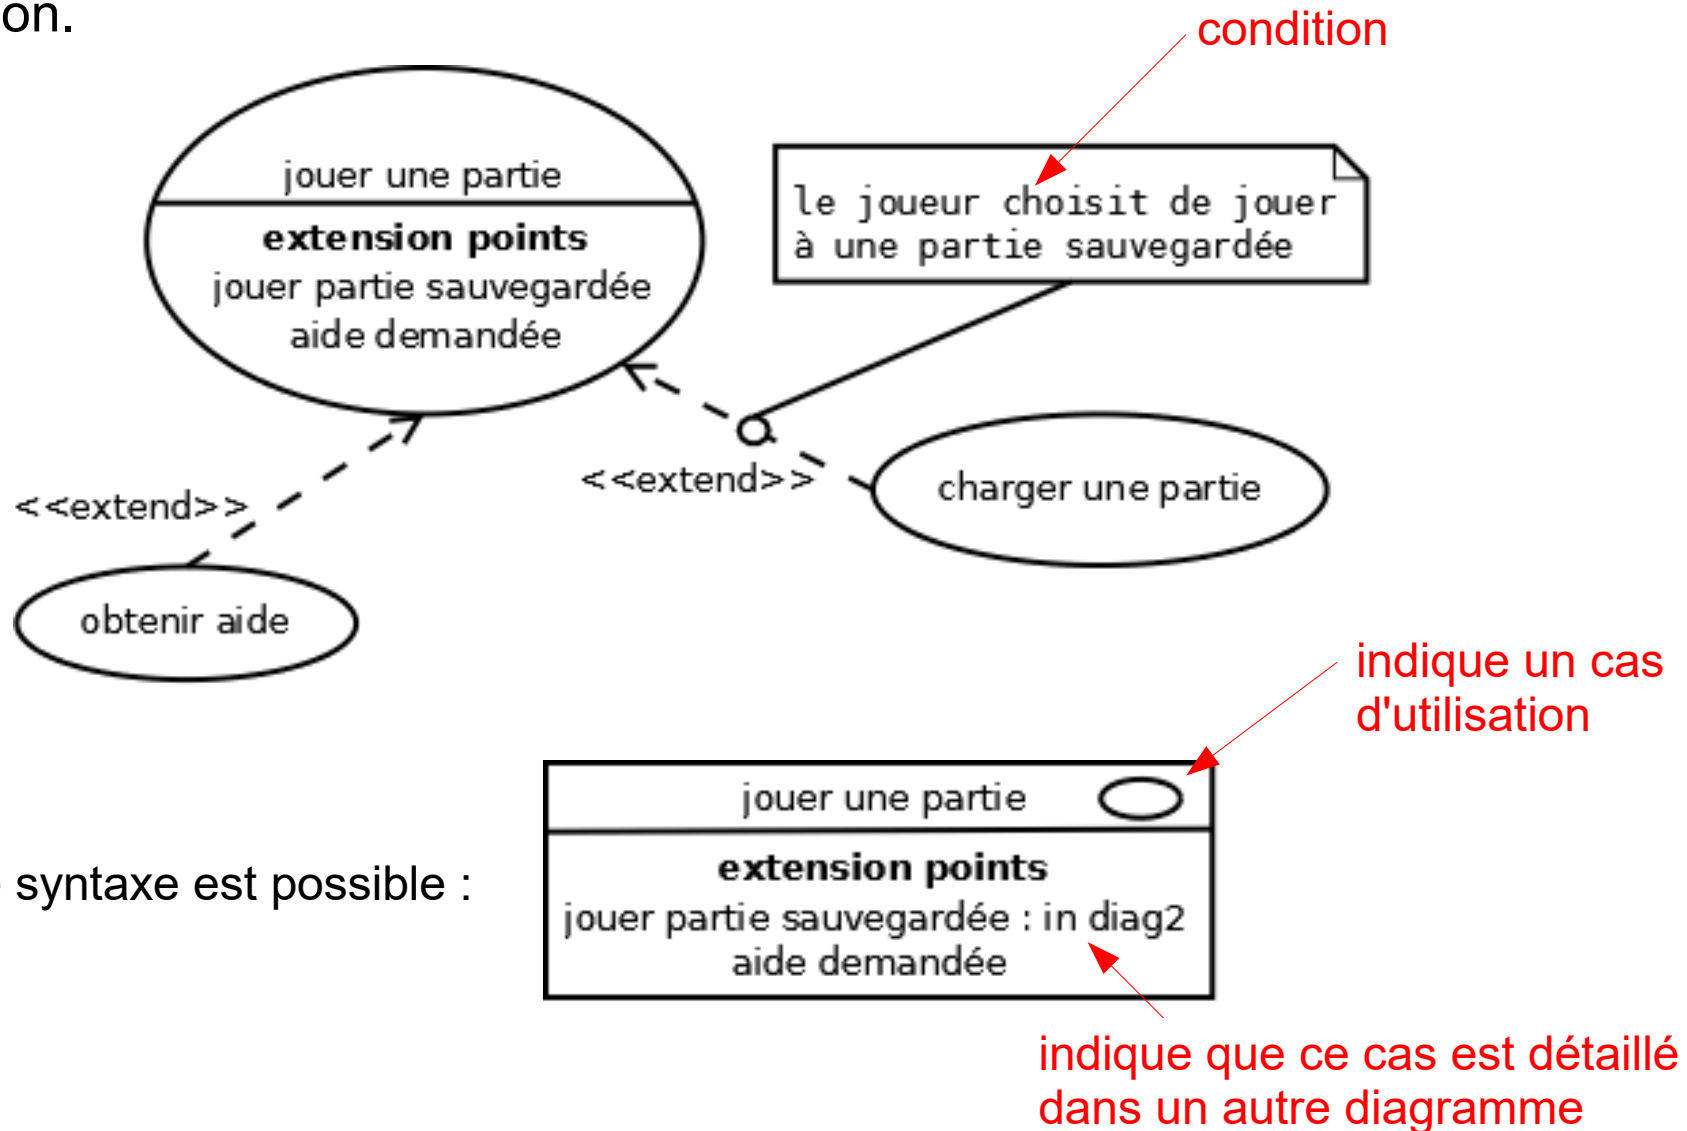 on.
condition
jouer une partie
extension points
jouer partie sauvegardée
aide demandée
le joueur choisit de jouer
à une partie sauvegardée
<<extend>>
charger une partie
<<extend>>
obtenir aide
indique un cas
d'utilisation
jouer une partie
syntaxe est possible :
extension points
jouer partie sauvegardée : in diag2
aide demandée
indique que ce cas est détaillé
dans un autre diagramme